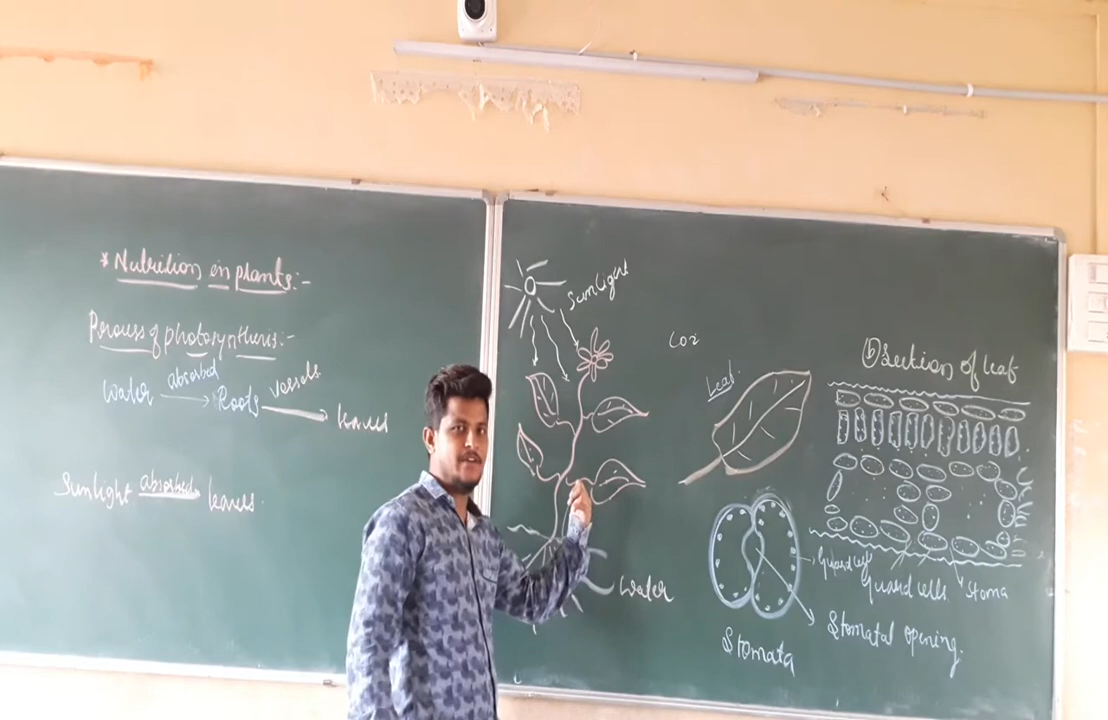 * Nutrition in plants:-
Process of photosynthesis:-
Water absorbed Roots vessels leaves
Sunlight absorbed leaves
Sunlight
Water
Co2
Leaf
Stomata
Guard cell
Stomatal opening.
(b) Section of leaf
Guard cells
Stoma